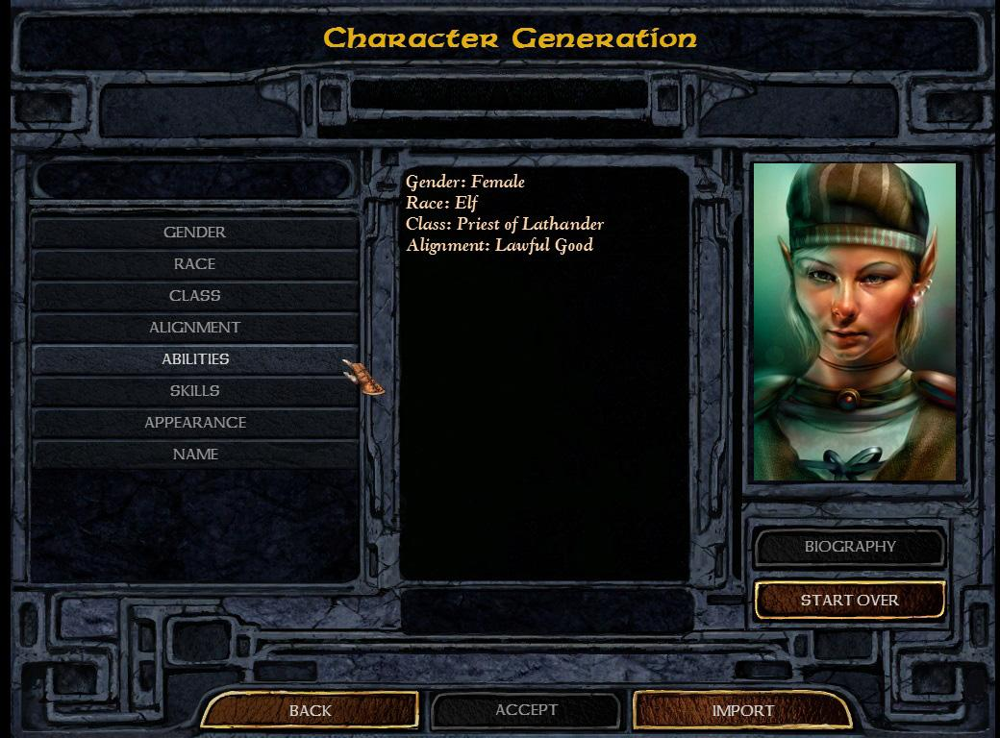 Character Generation
GENDER
RACE
CLASS
ALIGNMENT
ABILITIES
SKILLS
APPEARANCE
NAME
Gender: Female
Race: Elf
Class: Priest of Lathander
Alignment: Lawful Good
BIOGRAPHY
START OVER
BACK
ACCEPT
IMPORT